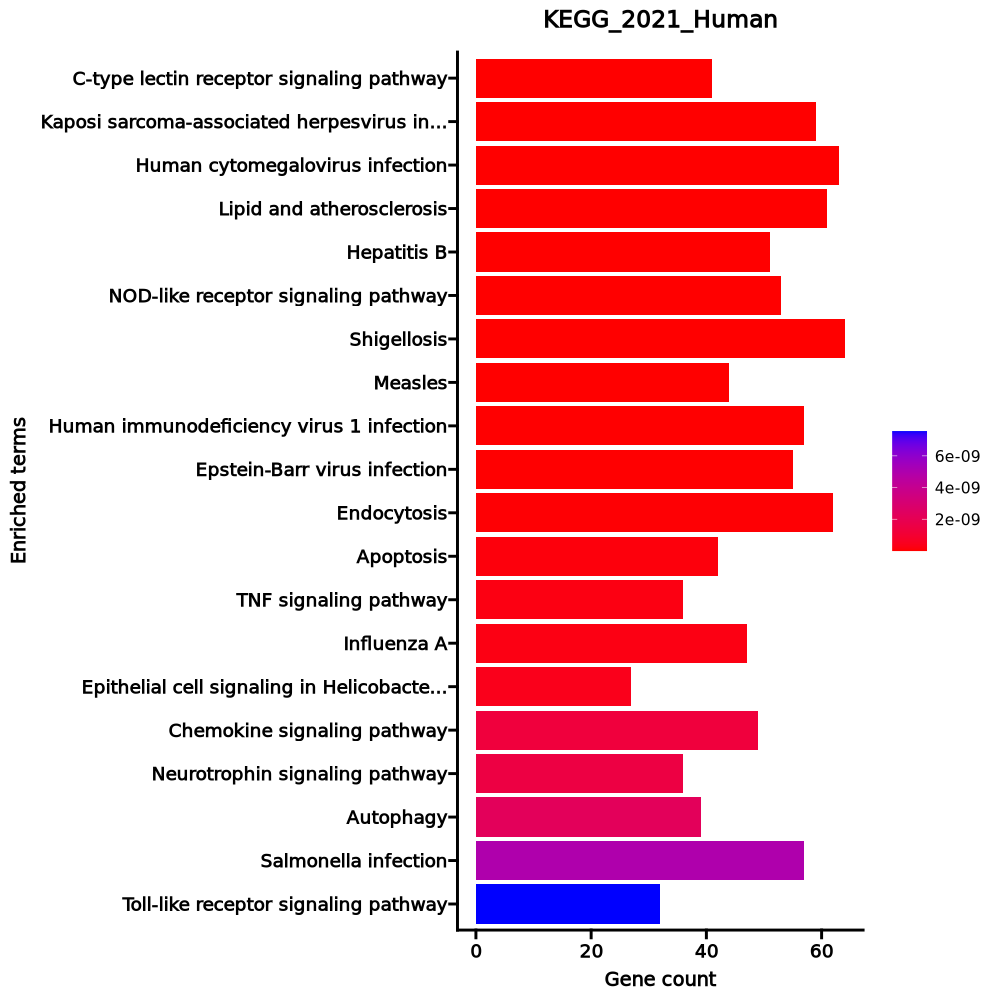 KEGG_2021_Human
C-type lectin receptor signaling pathway
Kaposi sarcoma-associated herpesvirus in...
Human cytomegalovirus infection
Lipid and atherosclerosis
Hepatitis B
NOD-like receptor signaling pathway
Shigellosis
Measles
Human immunodeficiency virus 1 infection
Epstein-Barr virus infection
Endocytosis
Apoptosis
TNF signaling pathway
Influenza A
Epithelial cell signaling in Helicobacte...
Chemokine signaling pathway
Neurotrophin signaling pathway
Autophagy
Salmonella infection
Toll-like receptor signaling pathway
Enriched terms
0 20 40 60
Gene count
6e-09
4e-09
2e-09